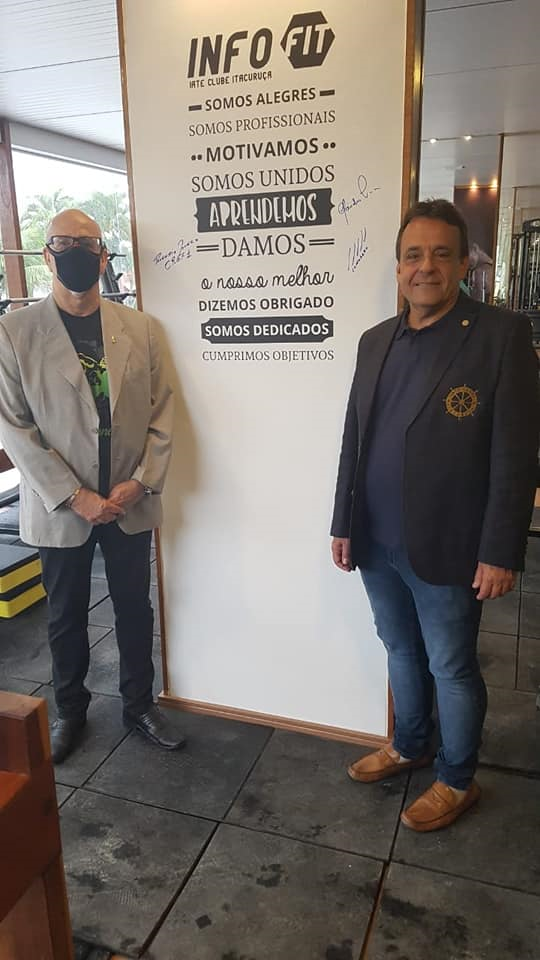 INFO FIT
IATE CLUBE ITACURUÇA
SOMOS ALEGRES
SOMOS PROFISSIONAIS
MOTIVAMOS
SOMOS UNIDOS
APRENDEMOS
DAMOS
o nosso melhor
DIZEMOS OBRIGADO
SOMOS DEDICADOS
CUMPRIMOS OBJETIVOS